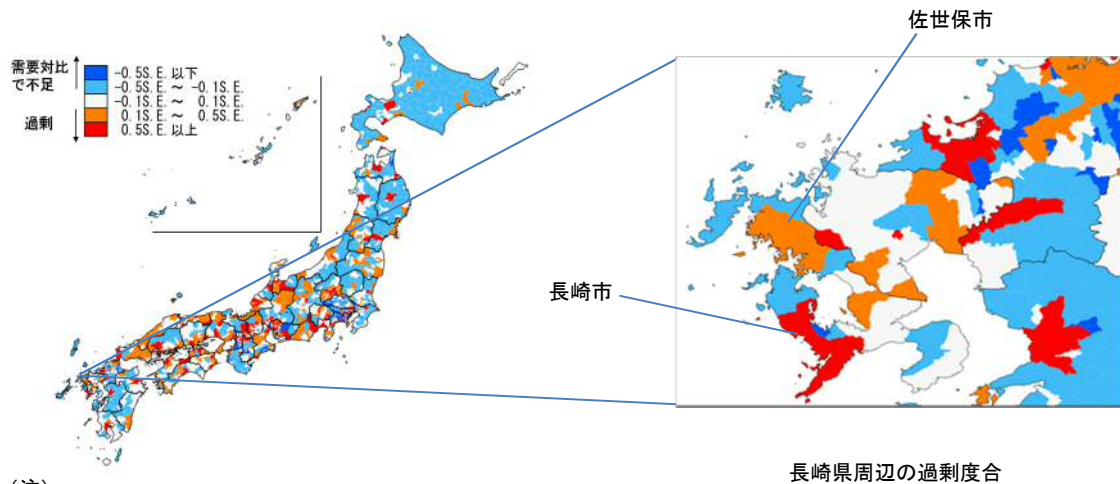 佐世保市
需要対比
で不足
過剰
-0.5S.E.以下
-0.5S.E.～ -0.1S.E.
-0.1S.E.～ 0.1S.E.
0.1S.E.～ 0.5S.E.
0.5S.E.以上
長崎市
長崎県周辺の過剰度合
(注)